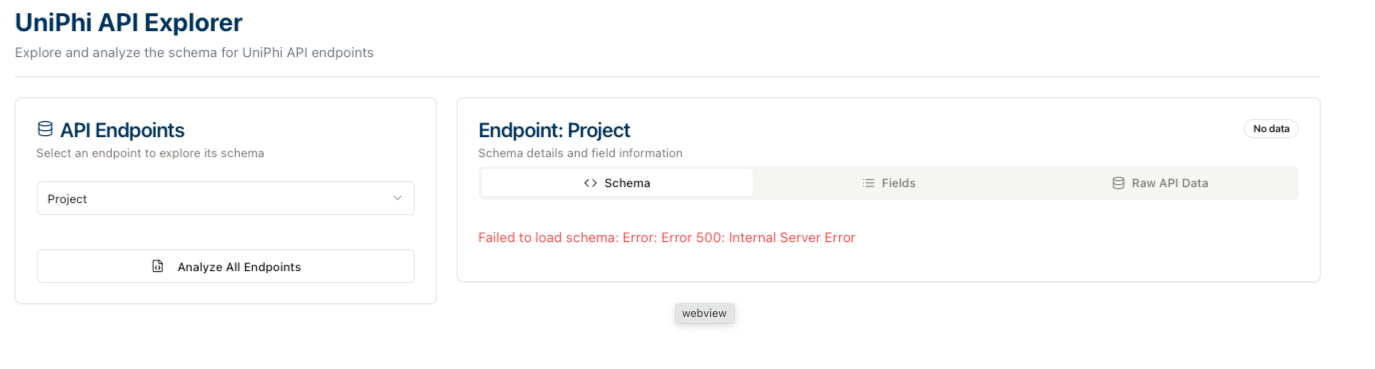 UniPhi API Explorer
Explore and analyze the schema for UniPhi API endpoints
API Endpoints
Select an endpoint to explore its schema
Project
Analyze All Endpoints
Endpoint: Project
No data
Schema details and field information
Schema
Fields
Raw API Data
Failed to load schema: Error: Error 500: Internal Server Error
webview